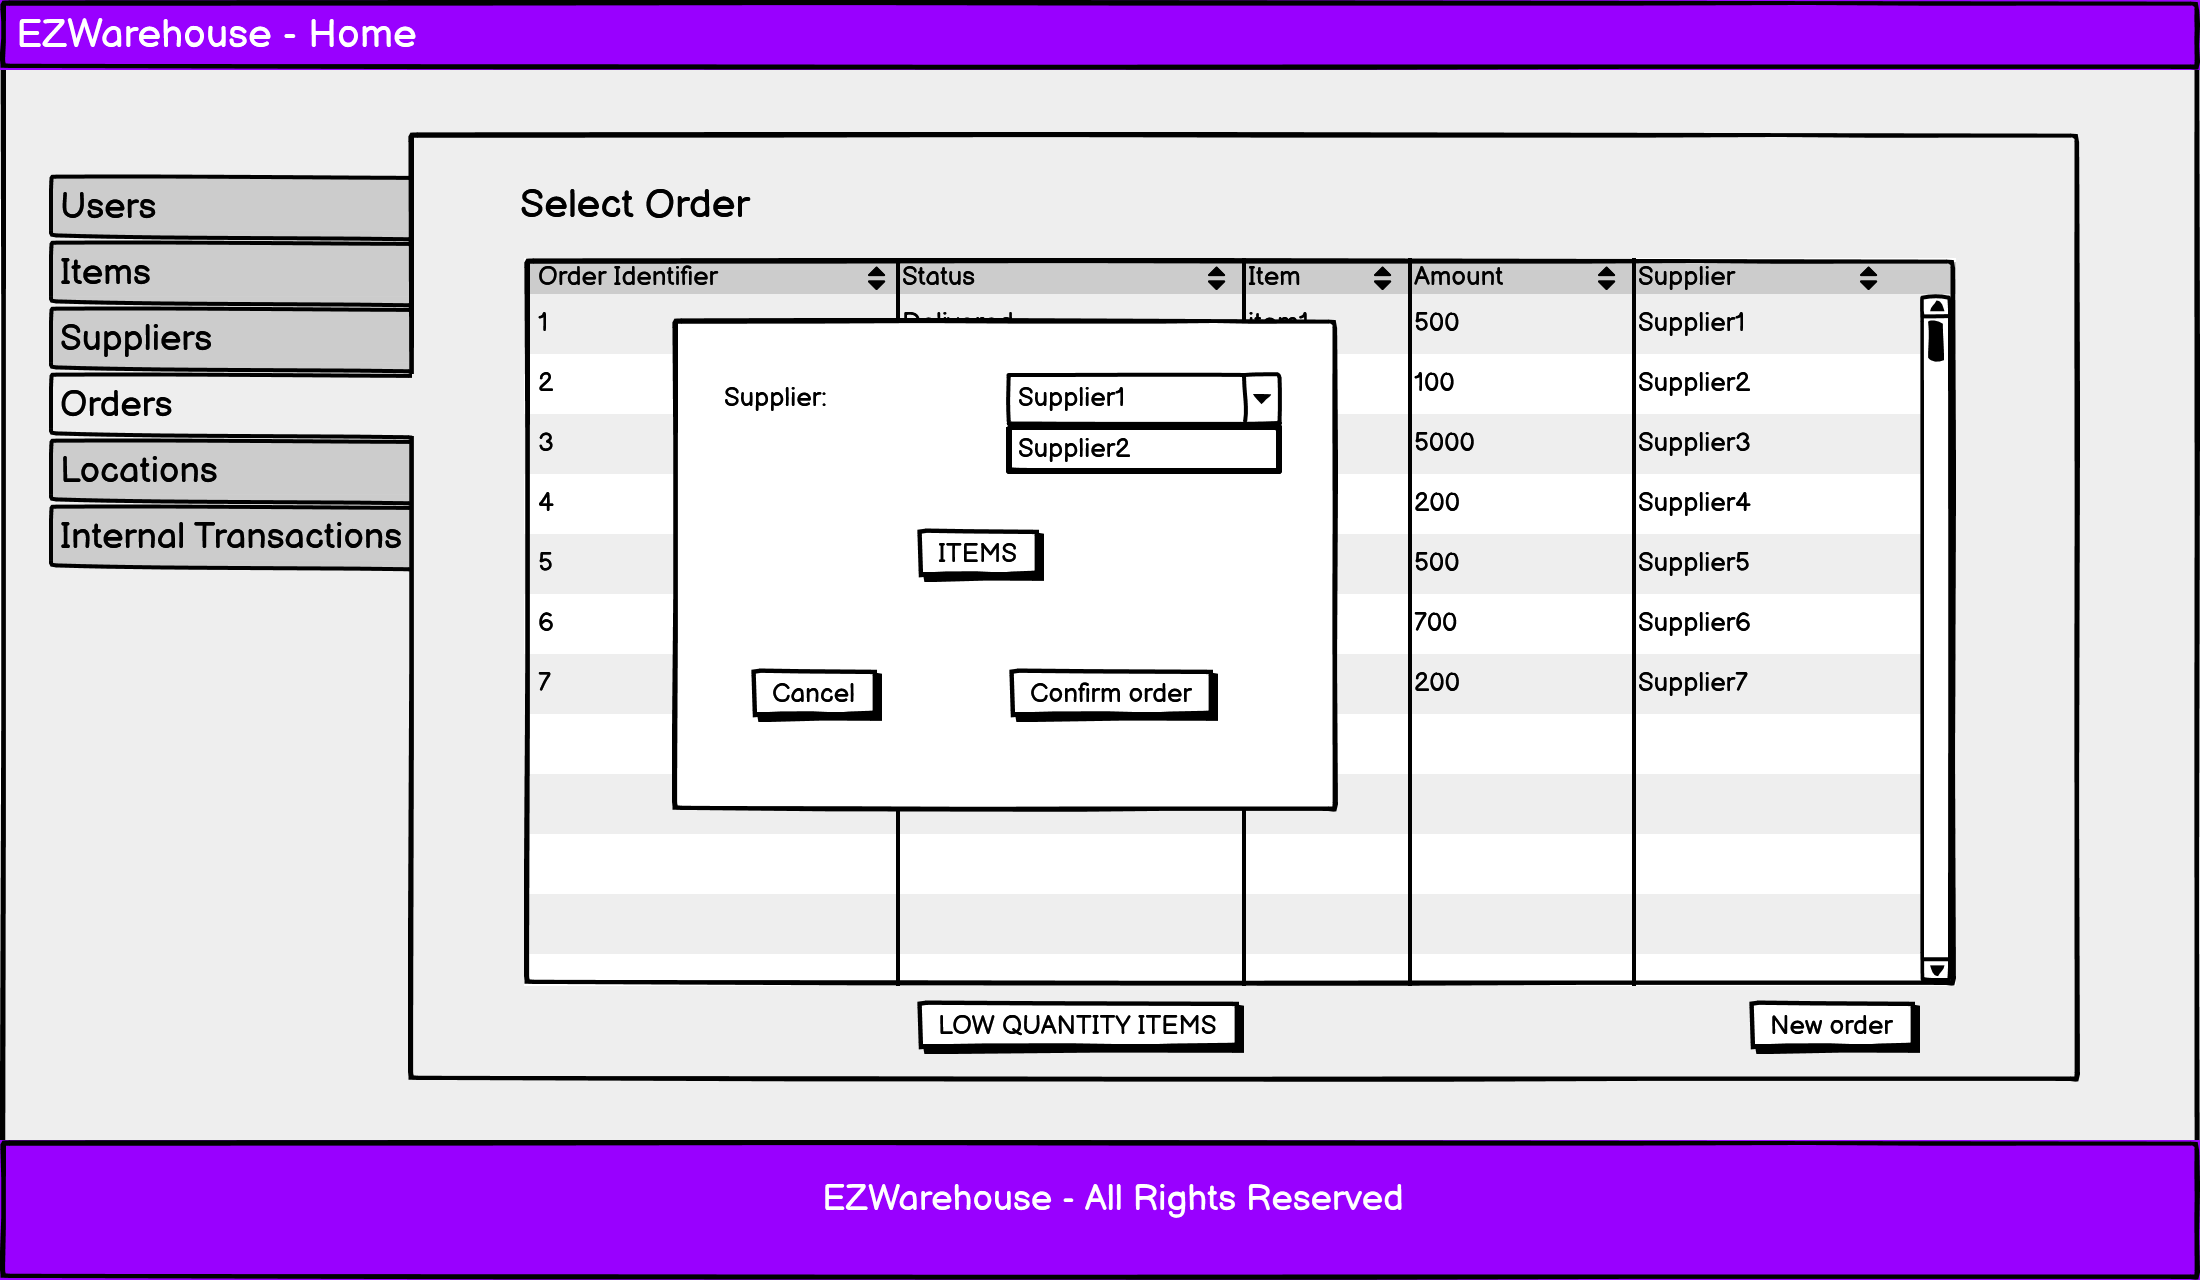 EZWarehouse - Home
Users
Items
Suppliers
Orders
Locations
Internal Transactions
Select Order
Order Identifier Status Item Amount Supplier
1 Delivered item1 500 Supplier1
2 100 Supplier2
3 5000 Supplier3
4 200 Supplier4
5 500 Supplier5
6 700 Supplier6
7 200 Supplier7
Supplier: Supplier1
Supplier2
ITEMS
Cancel Confirm order
LOW QUANTITY ITEMS New order
EZWarehouse - All Rights Reserved